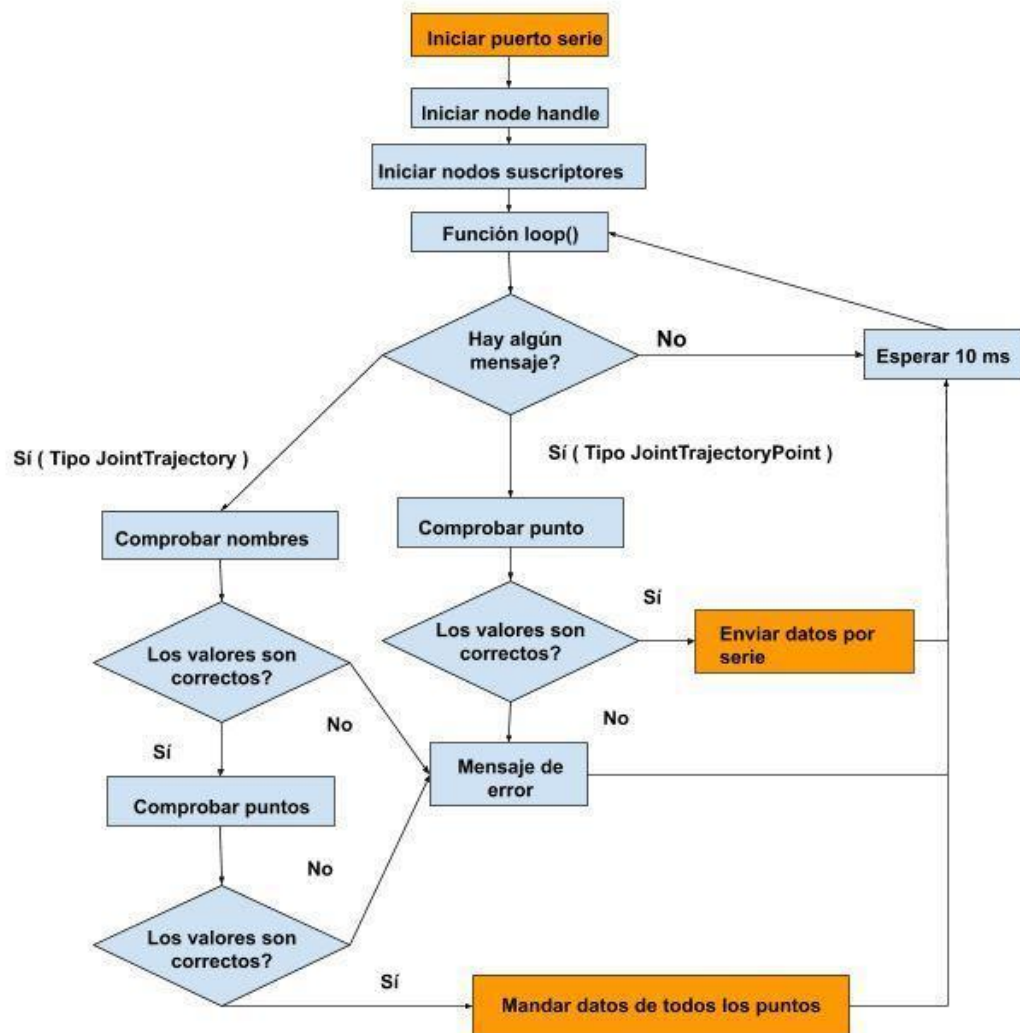 Iniciar puerto serie
Iniciar node handle
Iniciar nodos suscriptores
Función loop()
Hay algún
mensaje?
No
Esperar 10 ms
Sí ( Tipo JointTrajectory )
Sí ( Tipo JointTrajectoryPoint )
Comprobar nombres
Comprobar punto
Los valores son
correctos?
Los valores son
correctos?
Sí
Enviar datos por
serie
No
No
Sí
Mensaje de
error
Comprobar puntos
No
Los valores son
correctos?
Sí
Mandar datos de todos los puntos